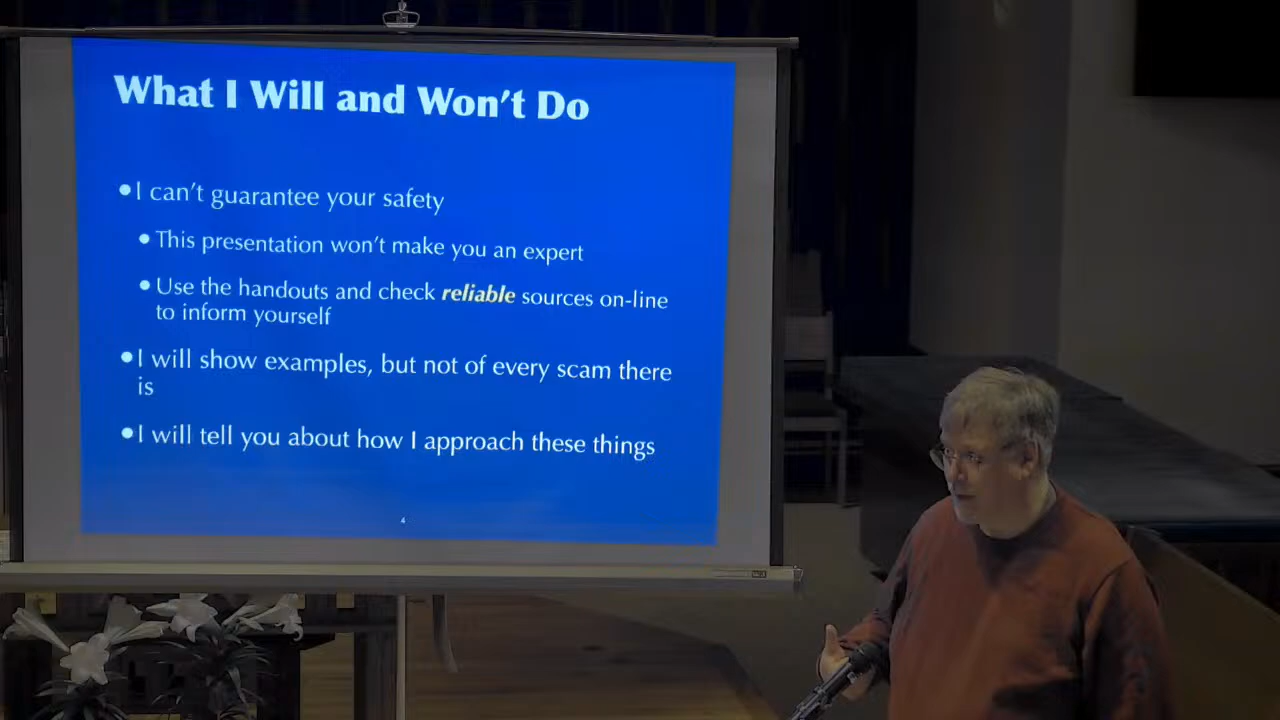 What I Will and Won't Do
•I can't guarantee your safety
•This presentation won't make you an expert
•Use the handouts and check reliable sources on-line
to inform yourself
•I will show examples, but not of every scam there
is
•I will tell you about how I approach these things
4